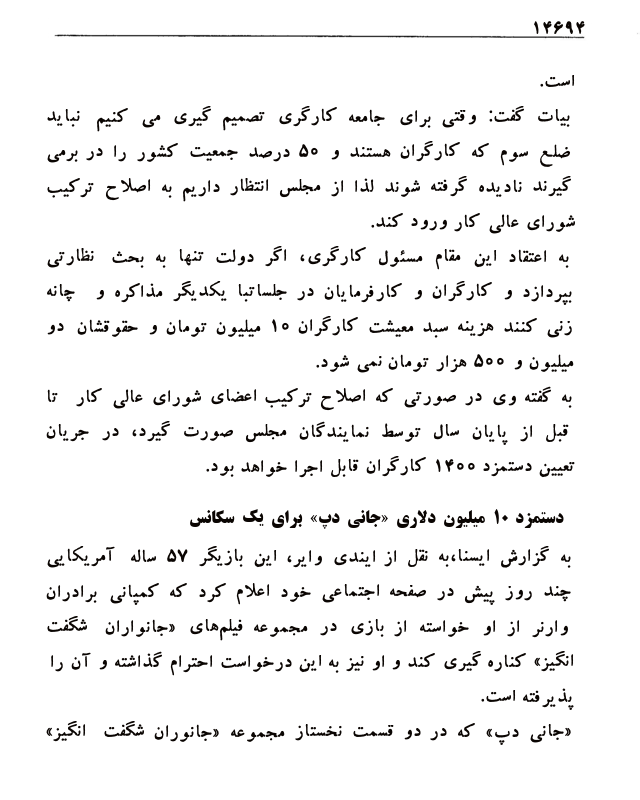 ۱۴۶۹۴
است.
بیات گفت: وقتی برای جامعه کارگری تصمیم گیری می کنیم نباید
ضلع سوم که کارگران هستند و ۵۰ درصد جمعیت کشور را در برمی
گیرند نادیده گرفته شوند لذا از مجلس انتظار داریم به اصلاح ترکیب
شورای عالی کار ورود کند.
به اعتقاد این مقام مسئول کارگری، اگر دولت تنها به بحث نظارتی
بپردازد و کارگران و کارفرمایان در جلساتبا یکدیگر مذاکره و چانه
زنی کنند هزینه سبد معیشت کارگران ۱۰ میلیون تومان و حقوقشان دو
میلیون و ۵۰۰ هزار تومان نمی شود.
به گفته وی در صورتی که اصلاح ترکیب اعضای شورای عالی کار تا
قبل از پایان سال توسط نمایندگان مجلس صورت گیرد، در جریان
تعیین دستمزد ۱۴۰۰ کارگران قابل اجرا خواهد بود.
دستمزد ۱۰ میلیون دلاری «جانی دپ» برای یک سکانس
به گزارش ایسنا،به نقل از ایندی وایر، این بازیگر ۵۷ ساله آمریکایی
چند روز پیش در صفحه اجتماعی خود اعلام کرد که کمپانی برادران
وارنر از او خواسته از بازی در مجموعه فیلم‌های «جانواران شگفت
انگیز» کناره گیری کند و او نیز به این درخواست احترام گذاشته و آن را
پذیرفته است.
«جانی دپ» که در دو قسمت نخستاز مجموعه «جانوران شگفت انگیز»